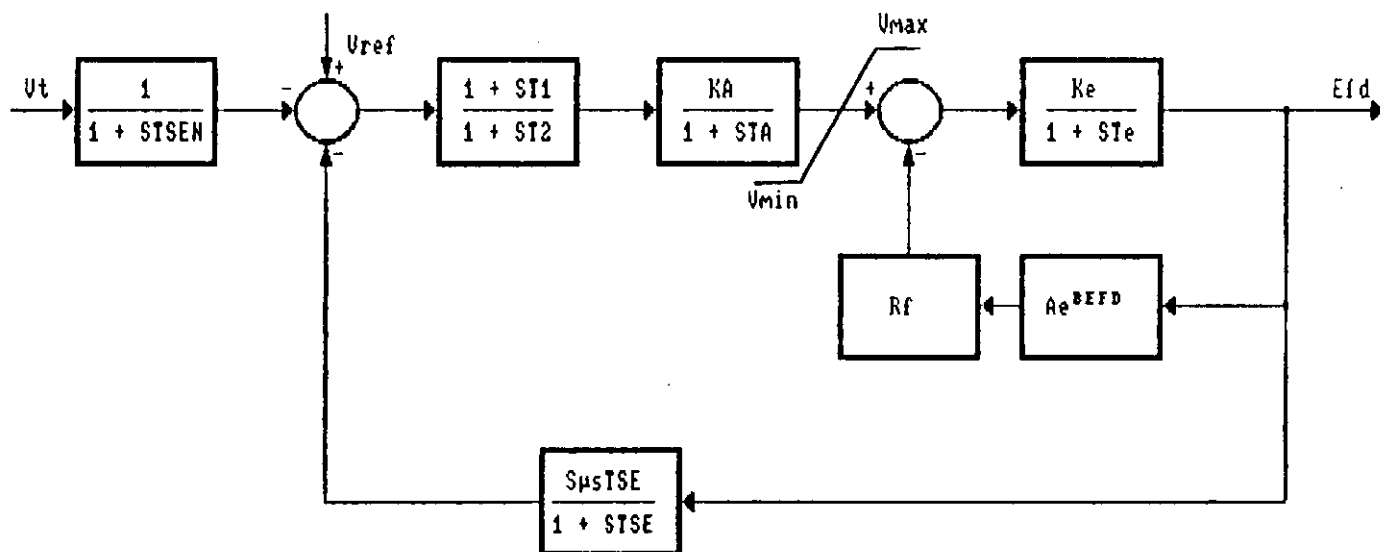 Vt
1
1 + STSEN
-
Vref
+
-
1 + ST1
1 + ST2
KA
1 + STA
Vmax
Vmin
+
-
Ke
1 + STe
Efd
Rf
Ae^BEFD
SµsTSE
1 + STSE